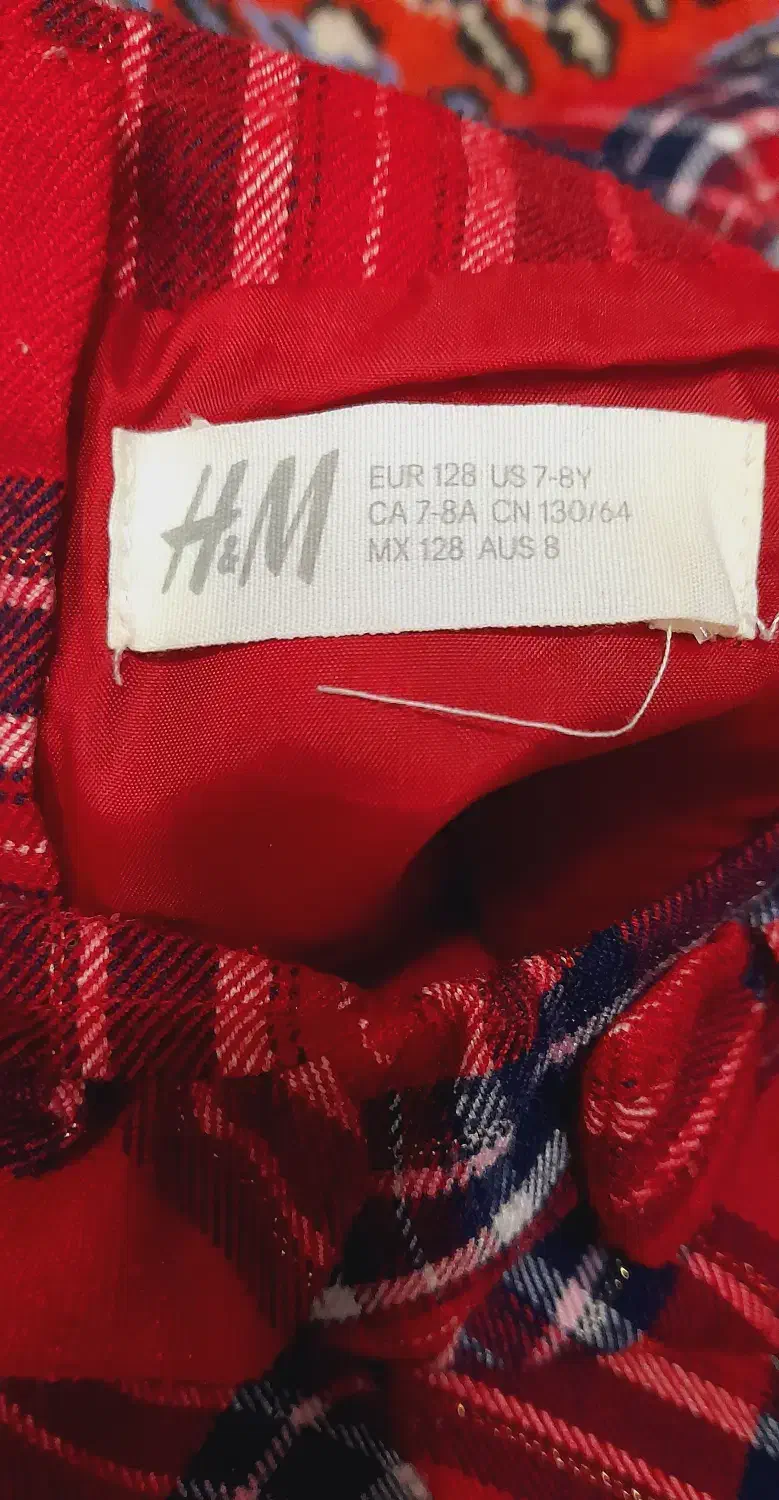 H&M
EUR 128 US 7-8Y
CA 7-8A CN 130/64
MX 128 AUS 8